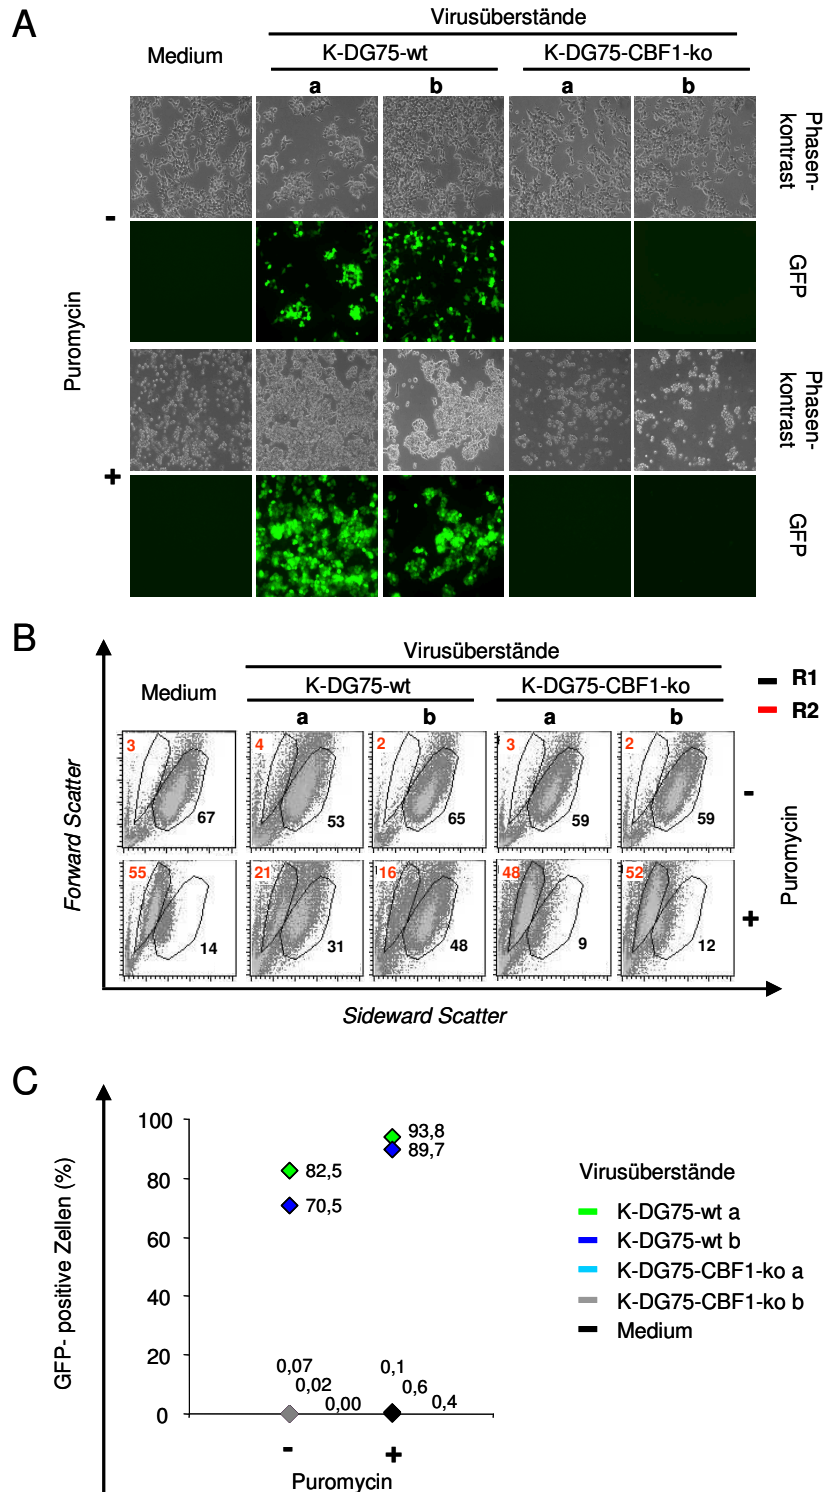 A
Virusüberstände
Medium
K-DG75-wt
K-DG75-CBF1-ko
a
b
a
b
Phasen-
kontrast
-
GFP
Puromycin
Phasen-
kontrast
+
GFP
B
Virusüberstände
Medium
K-DG75-wt
K-DG75-CBF1-ko
R1
R2
a
b
a
b
3
67
4
53
2
65
3
59
2
59
-
Forward Scatter
Puromycin
55
14
21
31
16
48
48
9
52
12
+
Sideward Scatter
C
GFP- positive Zellen (%)
100
80
60
40
20
0
93,8
89,7
82,5
70,5
0,07
0,02
0,00
0,1
0,6
0,4
-
+
Puromycin
Virusüberstände
K-DG75-wt a
K-DG75-wt b
K-DG75-CBF1-ko a
K-DG75-CBF1-ko b
Medium